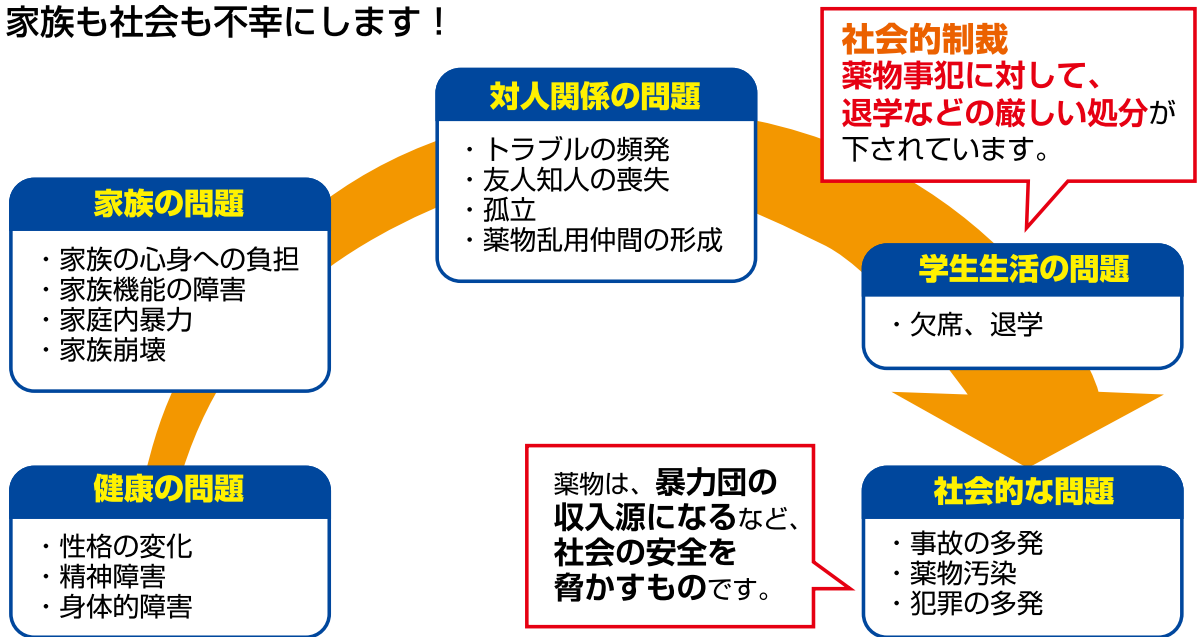 家族も社会も不幸にします！
社会的制裁
薬物事犯に対して、
退学などの厳しい処分が
下されています。
対人関係の問題
・トラブルの頻発
・友人知人の喪失
・孤立
・薬物乱用仲間の形成
家族の問題
・家族の心身への負担
・家族機能の障害
・家庭内暴力
・家族崩壊
学生生活の問題
・欠席、退学
健康の問題
・性格の変化
・精神障害
・身体的障害
薬物は、暴力団の
収入源になるなど、
社会の安全を
脅かすものです。
社会的な問題
・事故の多発
・薬物汚染
・犯罪の多発